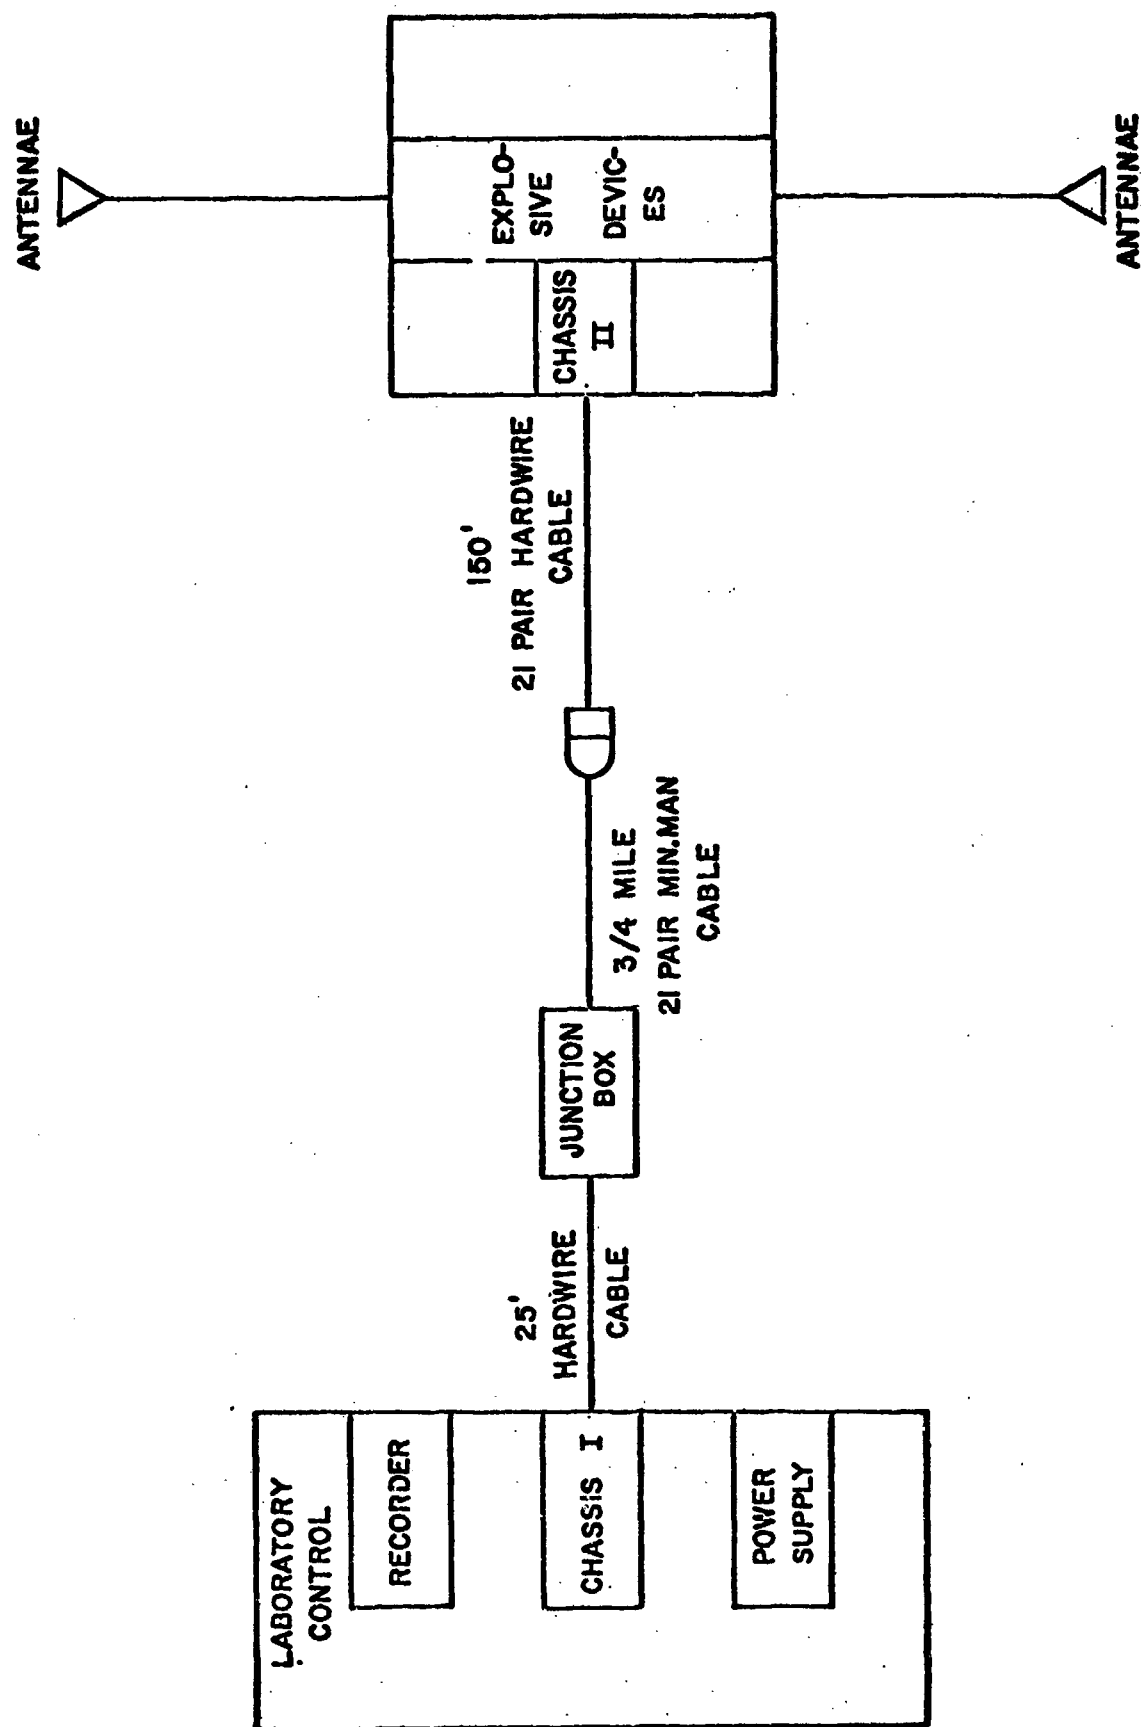 LABORATORY
CONTROL
RECORDER
CHASSIS I
POWER
SUPPLY
25'
HARDWIRE
CABLE
JUNCTION
BOX
3/4 MILE
21 PAIR MIN.MAN
CABLE
150'
21 PAIR HARDWIRE
CABLE
CHASSIS
II
EXPLO-
SIVE
DEVIC-
ES
ANTENNAE
ANTENNAE